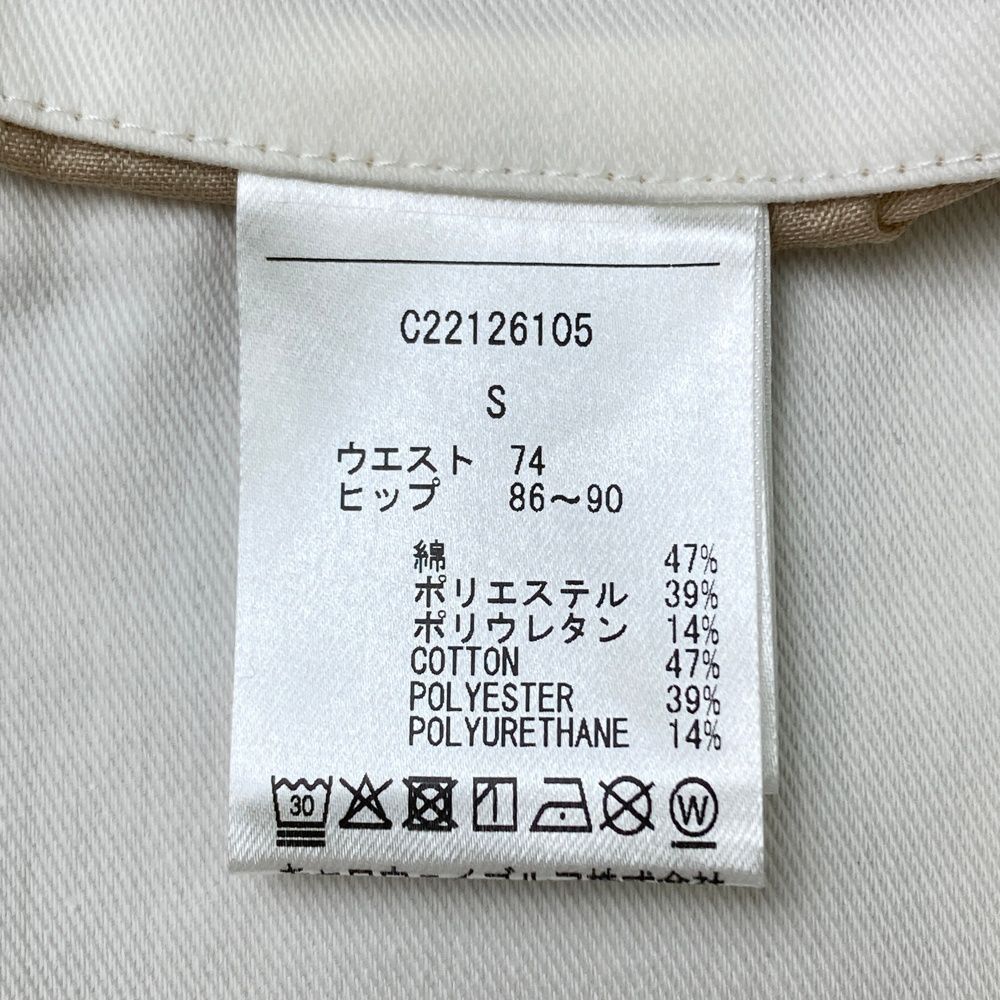 C22126105
S
ウエスト 74
ヒップ 86～90
綿 47%
ポリエステル 39%
ポリウレタン 14%
COTTON 47%
POLYESTER 39%
POLYURETHANE 14%
30 W